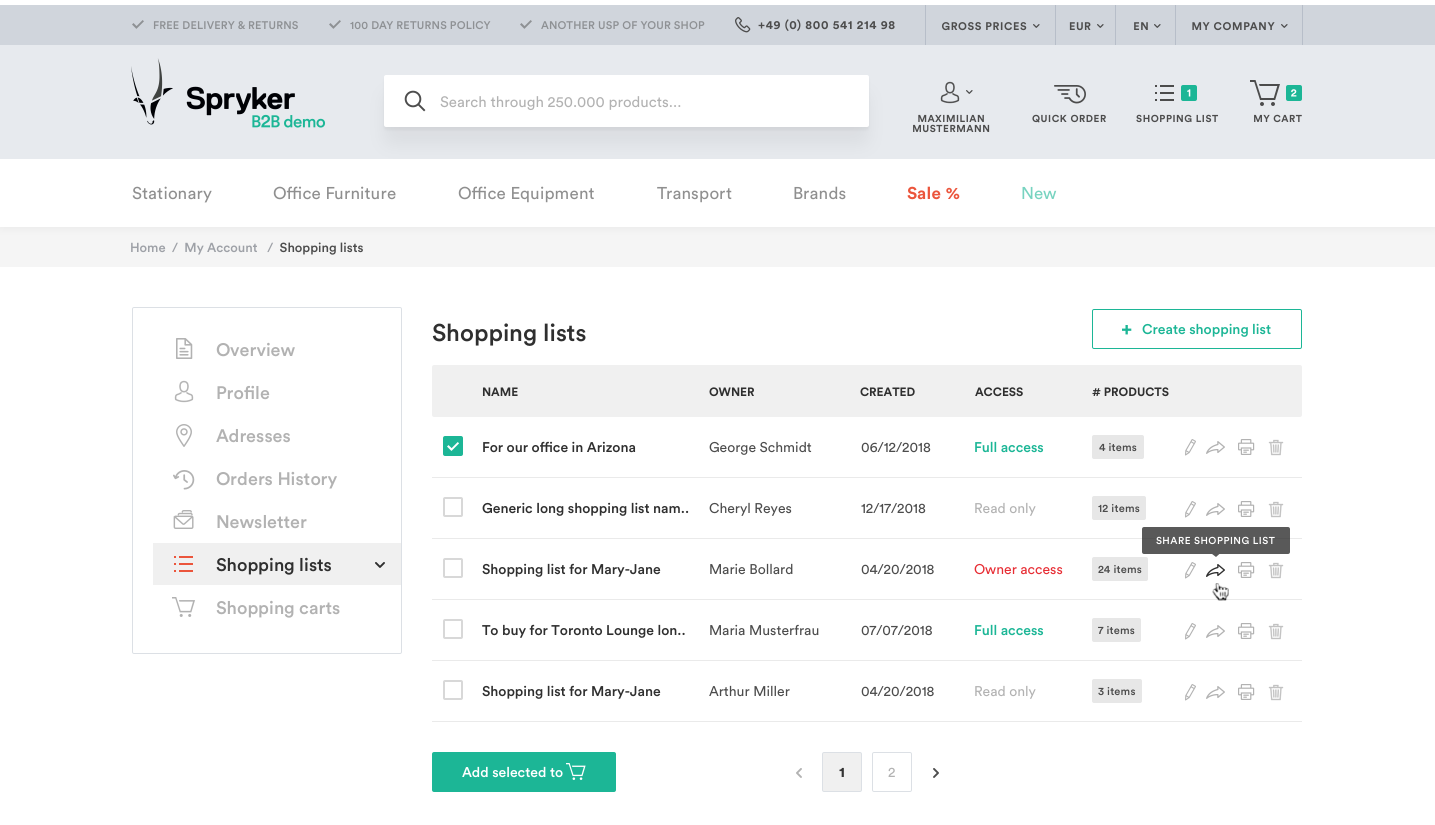 FREE DELIVERY & RETURNS 100 DAY RETURNS POLICY ANOTHER USP OF YOUR SHOP +49 (0) 800 541 214 98 GROSS PRICES EUR EN MY COMPANY
Spryker
B2B demo
Search through 250.000 products...
1
2
MAXIMILIAN
MUSTERMANN
QUICK ORDER
SHOPPING LIST
MY CART
Stationary Office Furniture Office Equipment Transport Brands Sale % New
Home / My Account / Shopping lists
Overview
Profile
Adresses
Orders History
Newsletter
Shopping lists
Shopping carts
Shopping lists
+ Create shopping list
NAME OWNER CREATED ACCESS # PRODUCTS
For our office in Arizona George Schmidt 06/12/2018 Full access 4 items
Generic long shopping list nam.. Cheryl Reyes 12/17/2018 Read only 12 items
SHARE SHOPPING LIST
Shopping list for Mary-Jane Marie Bollard 04/20/2018 Owner access 24 items
To buy for Toronto Lounge lon.. Maria Musterfrau 07/07/2018 Full access 7 items
Shopping list for Mary-Jane Arthur Miller 04/20/2018 Read only 3 items
Add selected to
1 2